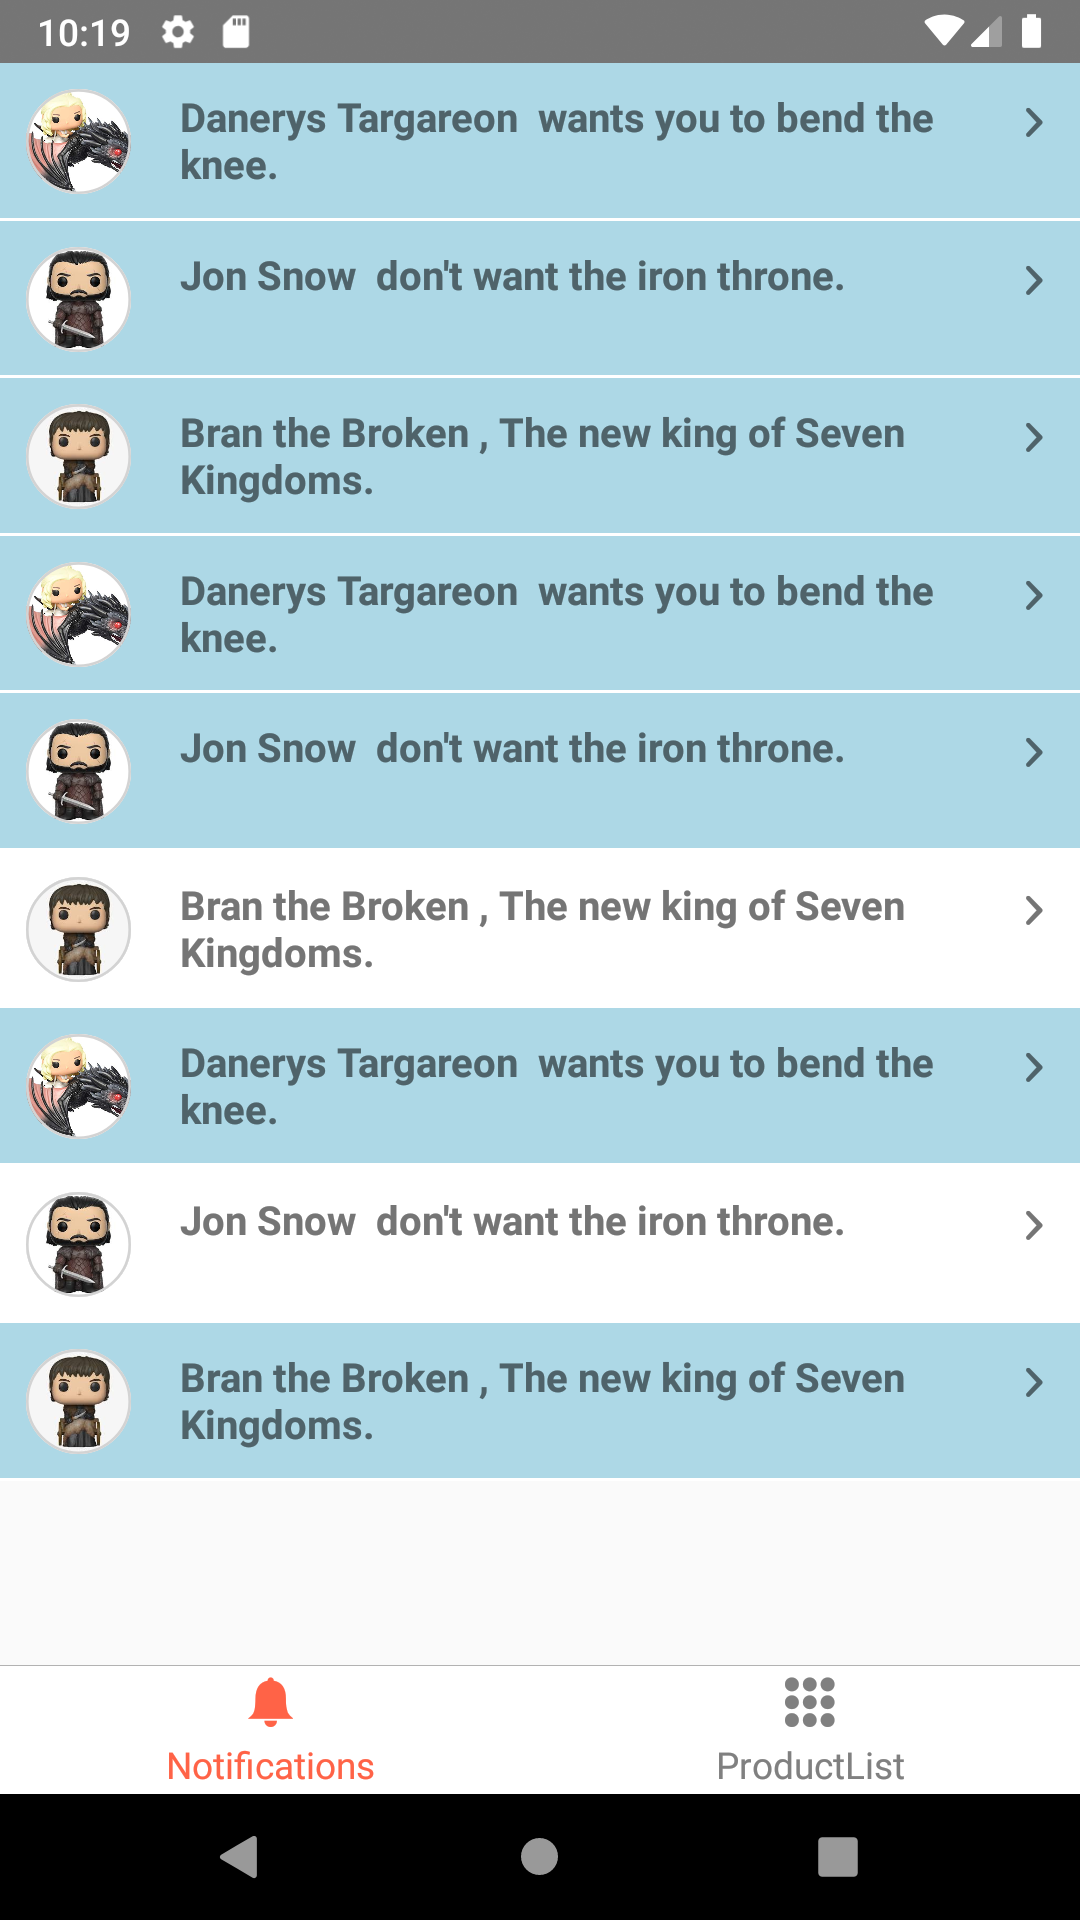 10:19
Danerys Targareon  wants you to bend the
knee.
Jon Snow  don't want the iron throne.
Bran the Broken , The new king of Seven
Kingdoms.
Danerys Targareon  wants you to bend the
knee.
Jon Snow  don't want the iron throne.
Bran the Broken , The new king of Seven
Kingdoms.
Danerys Targareon  wants you to bend the
knee.
Jon Snow  don't want the iron throne.
Bran the Broken , The new king of Seven
Kingdoms.
Notifications
ProductList